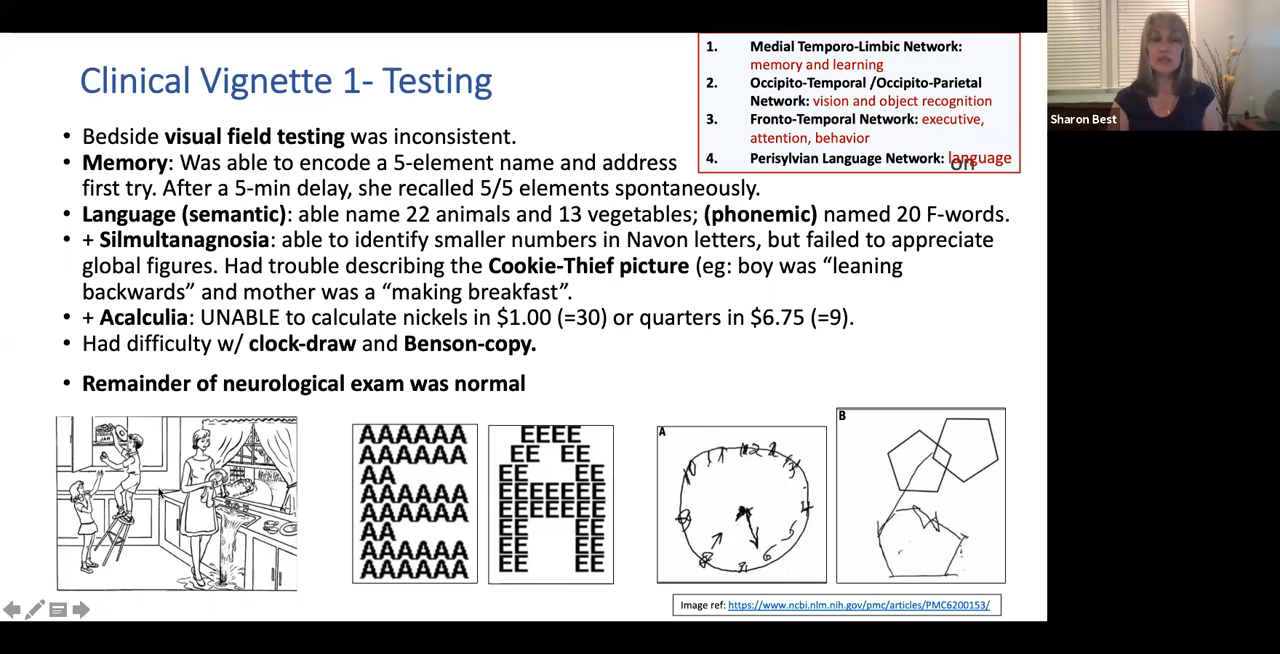 Clinical Vignette 1- Testing
1. Medial Temporo-Limbic Network:
memory and learning
2. Occipito-Temporal /Occipito-Parietal
Network: vision and object recognition
3. Fronto-Temporal Network: executive,
attention, behavior
4. Perisylvian Language Network: language
Sharon Best
• Bedside visual field testing was inconsistent.
• Memory: Was able to encode a 5-element name and address on
first try. After a 5-min delay, she recalled 5/5 elements spontaneously.
• Language (semantic): able name 22 animals and 13 vegetables; (phonemic) named 20 F-words.
• + Silmultanagnosia: able to identify smaller numbers in Navon letters, but failed to appreciate
global figures. Had trouble describing the Cookie-Thief picture (eg: boy was “leaning
backwards” and mother was a “making breakfast”.
• + Acalculia: UNABLE to calculate nickels in $1.00 (=30) or quarters in $6.75 (=9).
• Had difficulty w/ clock-draw and Benson-copy.
• Remainder of neurological exam was normal
COOKIE
JAR
AAAAAA
AAAAAA
AA
AAAAAA
AAAAAA
AA
AAAAAA
AAAAAA
EEEE
EE EE
EE EE
EEEEEEE
EEEEEEE
EE EE
EE EE
EE EE
A
B
Image ref: https://www.ncbi.nlm.nih.gov/pmc/articles/PMC6200153/